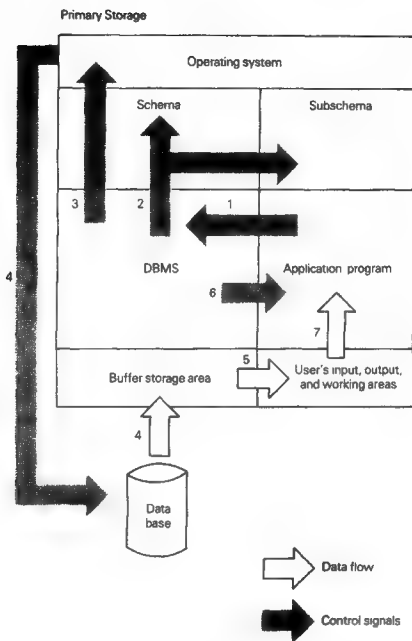 Primary Storage
Operating system
Schema
Subschema
3
2
1
4
DBMS
Application program
6
7
5
Buffer storage area
User's input, output,
and working areas
4
Data
base
Data flow
Control signals